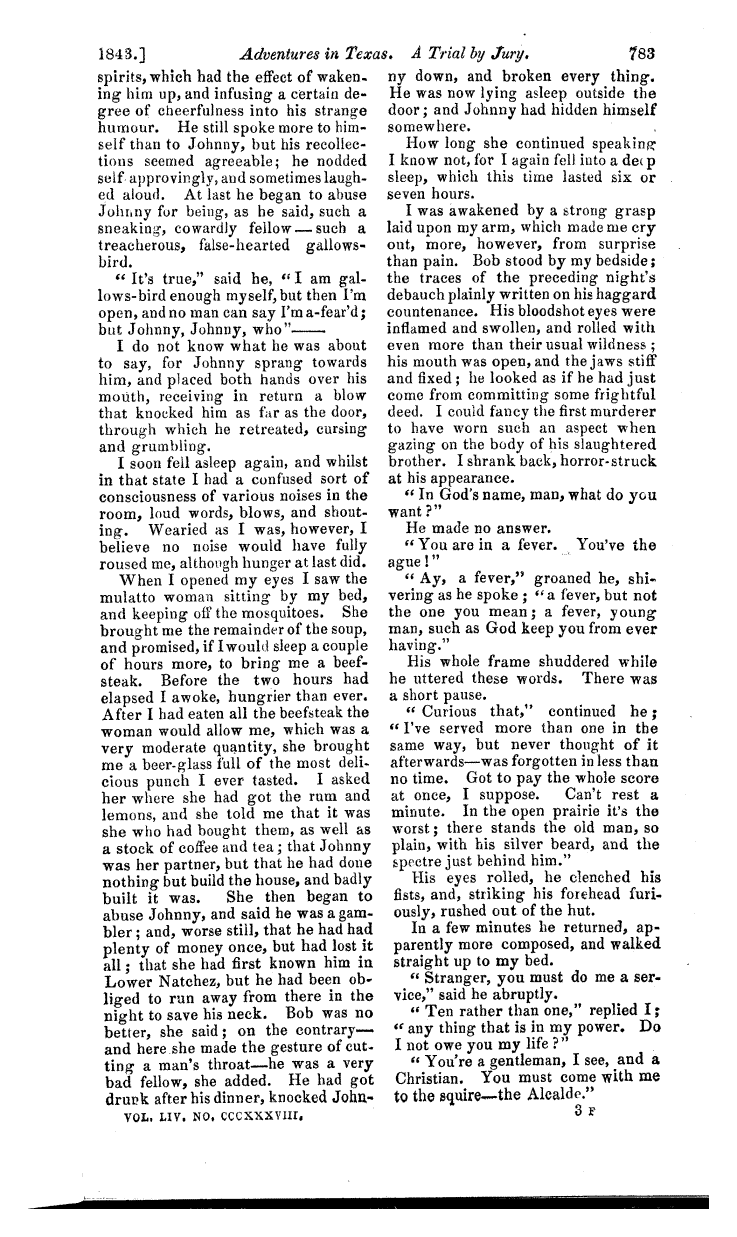 1843.] Adventures in Texas. A Trial by Jury. 783
spirits, which had the effect of waken-
ing him up, and infusing a certain de-
gree of cheerfulness into his strange
humour. He still spoke more to him-
self than to Johnny, but his recollec-
tions seemed agreeable; he nodded
self-approvingly, and sometimes laugh-
ed aloud. At last he began to abuse
Johnny for being, as he said, such a
sneaking, cowardly fellow—such a
treacherous, false-hearted gallows-
bird.
"It's true," said he, "I am gal-
lows-bird enough myself, but then I'm
open, and no man can say I'm a-fear'd;
but Johnny, Johnny, who"——
I do not know what he was about
to say, for Johnny sprang towards
him, and placed both hands over his
mouth, receiving in return a blow
that knocked him as far as the door,
through which he retreated, cursing
and grumbling.
I soon fell asleep again, and whilst
in that state I had a confused sort of
consciousness of various noises in the
room, loud words, blows, and shout-
ing. Wearied as I was, however, I
believe no noise would have fully
roused me, although hunger at last did.
When I opened my eyes I saw the
mulatto woman sitting by my bed,
and keeping off the mosquitoes. She
brought me the remainder of the soup,
and promised, if I would sleep a couple
of hours more, to bring me a beef-
steak. Before the two hours had
elapsed I awoke, hungrier than ever.
After I had eaten all the beefsteak the
woman would allow me, which was a
very moderate quantity, she brought
me a beer-glass full of the most deli-
cious punch I ever tasted. I asked
her where she had got the rum and
lemons, and she told me that it was
she who had bought them, as well as
a stock of coffee and tea; that Johnny
was her partner, but that he had done
nothing but build the house, and badly
built it was. She then began to
abuse Johnny, and said he was a gam-
bler; and, worse still, that he had had
plenty of money once, but had lost it
all; that she had first known him in
Lower Natchez, but he had been ob-
liged to run away from there in the
night to save his neck. Bob was no
better, she said; on the contrary—
and here she made the gesture of cut-
ting a man's throat—he was a very
bad fellow, she added. He had got
drunk after his dinner, knocked John-
VOL. LIV. NO. CCCXXXVIII.
ny down, and broken every thing.
He was now lying asleep outside the
door; and Johnny had hidden himself
somewhere.
How long she continued speaking
I know not, for I again fell into a deep
sleep, which this time lasted six or
seven hours.
I was awakened by a strong grasp
laid upon my arm, which made me cry
out, more, however, from surprise
than pain. Bob stood by my bedside;
the traces of the preceding night's
debauch plainly written on his haggard
countenance. His bloodshot eyes were
inflamed and swollen, and rolled with
even more than their usual wildness;
his mouth was open, and the jaws stiff
and fixed; he looked as if he had just
come from committing some frightful
deed. I could fancy the first murderer
to have worn such an aspect when
gazing on the body of his slaughtered
brother. I shrank back, horror-struck
at his appearance.
"In God's name, man, what do you
want?"
He made no answer.
"You are in a fever. You've the
ague!"
"Ay, a fever," groaned he, shi-
vering as he spoke; "a fever, but not
the one you mean; a fever, young
man, such as God keep you from ever
having."
His whole frame shuddered while
he uttered these words. There was
a short pause.
"Curious that," continued he;
"I've served more than one in the
same way, but never thought of it
afterwards—was forgotten in less than
no time. Got to pay the whole score
at once, I suppose. Can't rest a
minute. In the open prairie it's the
worst; there stands the old man, so
plain, with his silver beard, and the
spectre just behind him."
His eyes rolled, he clenched his
fists, and, striking his forehead furi-
ously, rushed out of the hut.
In a few minutes he returned, ap-
parently more composed, and walked
straight up to my bed.
"Stranger, you must do me a ser-
vice," said he abruptly.
"Ten rather than one," replied I;
"any thing that is in my power. Do
I not owe you my life?"
"You're a gentleman, I see, and a
Christian. You must come with me
to the squire—the Alcalde."
3 F